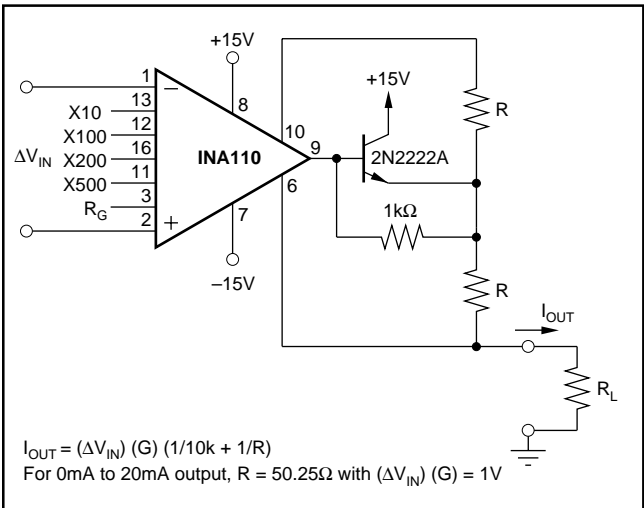 +15V
+15V
1
–
13
X10
8
R
12
X100
10
ΔV_IN
16
X200
INA110
9
2N2222A
11
X500
6
3
R_G
7
1kΩ
2
+
–15V
R
I_OUT
R_L
I_OUT = (ΔV_IN) (G) (1/10k + 1/R)
For 0mA to 20mA output, R = 50.25Ω with (ΔV_IN) (G) = 1V